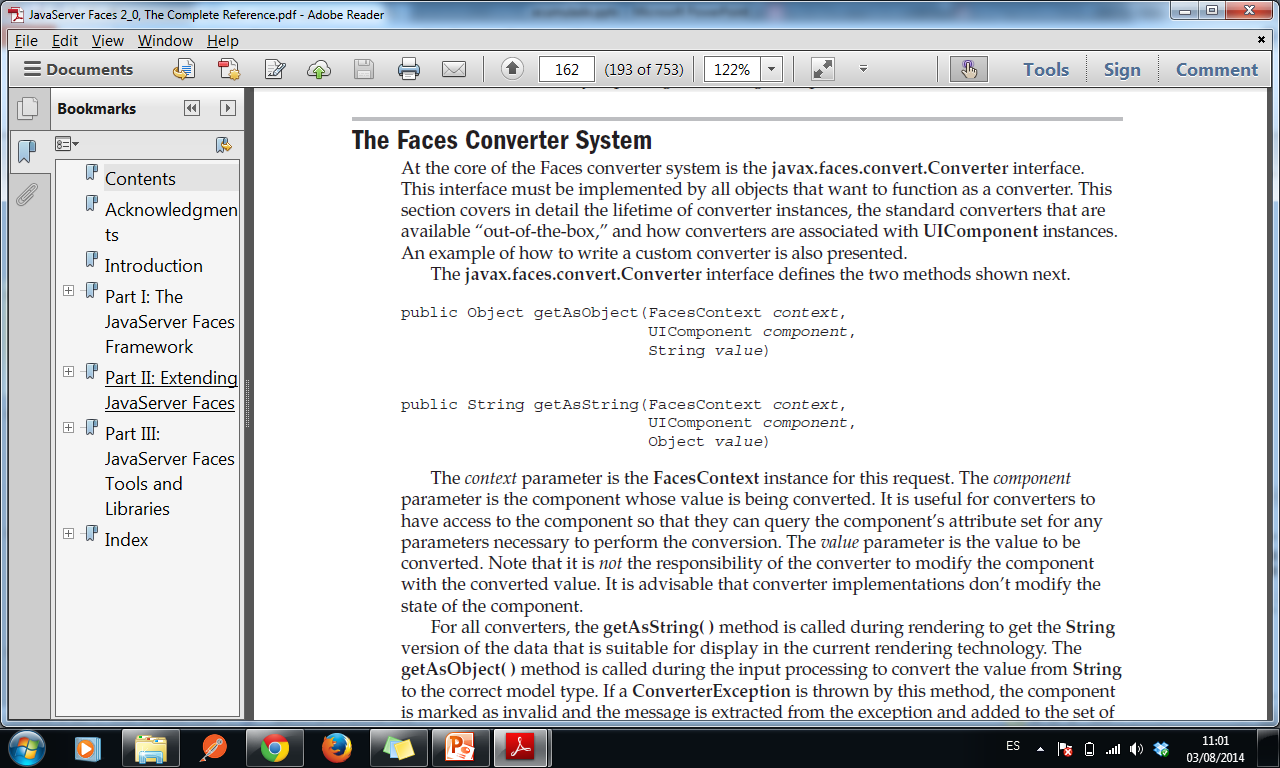 JavaServer Faces 2_0, The Complete Reference.pdf - Adobe Reader
File Edit View Window Help
Documents 162 (193 of 753) 122% Tools Sign Comment
Bookmarks
Contents
Acknowledgmen
ts
Introduction
Part I: The
JavaServer Faces
Framework
Part II: Extending
JavaServer Faces
Part III:
JavaServer Faces
Tools and
Libraries
Index
The Faces Converter System
At the core of the Faces converter system is the javax.faces.convert.Converter interface.
This interface must be implemented by all objects that want to function as a converter. This
section covers in detail the lifetime of converter instances, the standard converters that are
available “out-of-the-box,” and how converters are associated with UIComponent instances.
An example of how to write a custom converter is also presented.
The javax.faces.convert.Converter interface defines the two methods shown next.
public Object getAsObject(FacesContext context,
UIComponent component,
String value)
public String getAsString(FacesContext context,
UIComponent component,
Object value)
The context parameter is the FacesContext instance for this request. The component
parameter is the component whose value is being converted. It is useful for converters to
have access to the component so that they can query the component’s attribute set for any
parameters necessary to perform the conversion. The value parameter is the value to be
converted. Note that it is not the responsibility of the converter to modify the component
with the converted value. It is advisable that converter implementations don’t modify the
state of the component.
For all converters, the getAsString( ) method is called during rendering to get the String
version of the data that is suitable for display in the current rendering technology. The
getAsObject( ) method is called during the input processing to convert the value from String
to the correct model type. If a ConverterException is thrown by this method, the component
is marked as invalid and the message is extracted from the exception and added to the set of
ES 11:01
03/08/2014